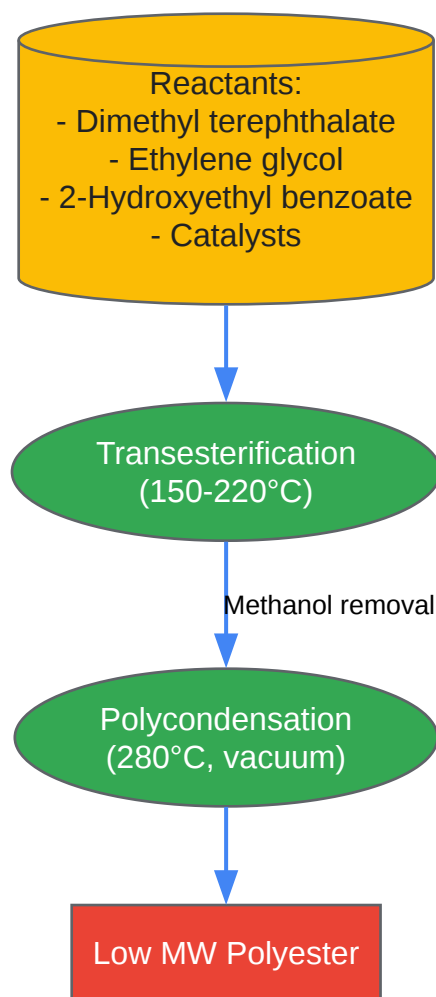 Reactants:
- Dimethyl terephthalate
- Ethylene glycol
- 2-Hydroxyethyl benzoate
- Catalysts
Transesterification
(150-220°C)
Methanol removal
Polycondensation
(280°C, vacuum)
Low MW Polyester